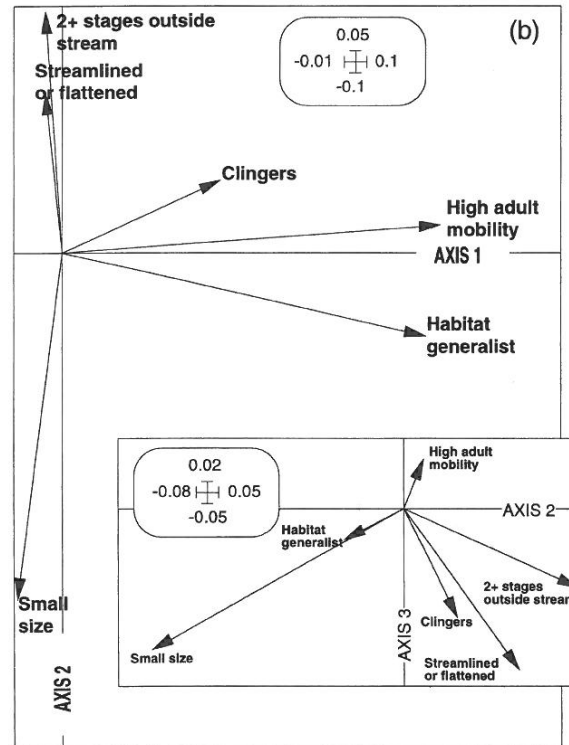 2+ stages outside
stream
(b)
0.05
-0.01 0.1
-0.1
Streamlined
or flattened
Clingers
High adult
mobility
AXIS 1
Habitat
generalist
Small
size
AXIS 2
High adult
mobility
0.02
-0.08 0.05
-0.05
AXIS 2
Habitat
generalist
2+ stages
outside stream
Clingers
AXIS 3
Small size
Streamlined
or flattened